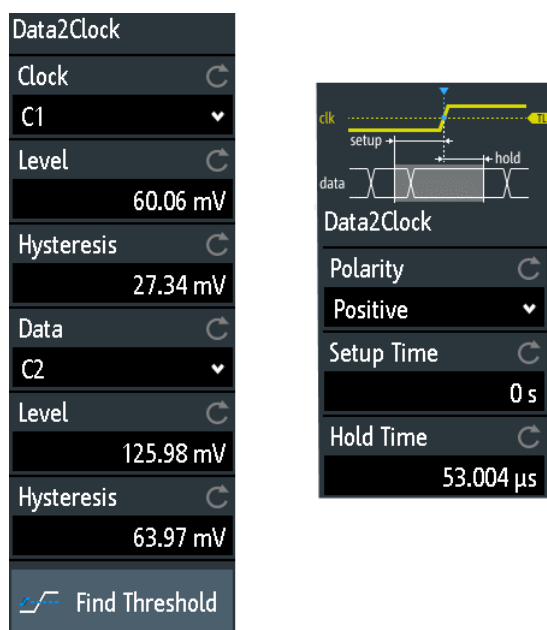 Data2Clock
Clock
C1
Level
60.06 mV
Hysteresis
27.34 mV
Data
C2
Level
125.98 mV
Hysteresis
63.97 mV
Find Threshold
clk
TL
setup
hold
data
Data2Clock
Polarity
Positive
Setup Time
0 s
Hold Time
53.004 µs